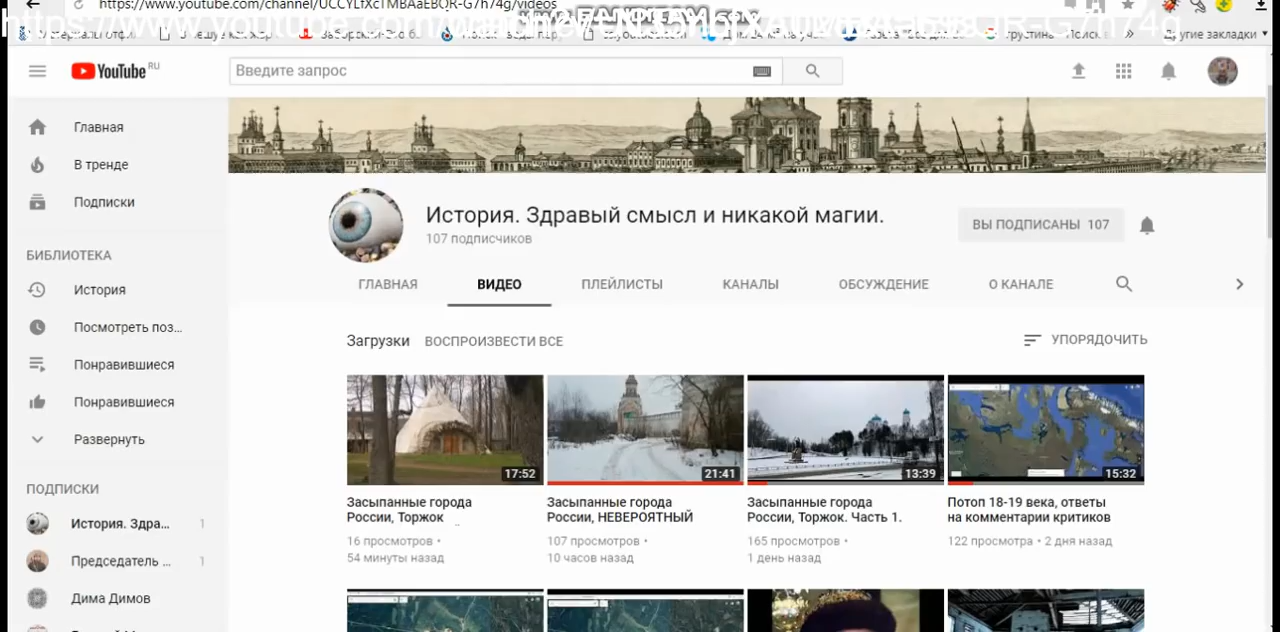 https://www.youtube.com/channel/UCCYLfXcTMBAaEBQR-G7h74g/videos
Другие закладки
YouTube RU
Введите запрос
Главная
В тренде
Подписки
БИБЛИОТЕКА
История
Посмотреть поз...
Понравившиеся
Понравившиеся
Развернуть
ПОДПИСКИ
История. Здра... 1
Председатель ... 1
Дима Димов
История. Здравый смысл и никакой магии.
107 подписчиков
ВЫ ПОДПИСАНЫ 107
ГЛАВНАЯ ВИДЕО ПЛЕЙЛИСТЫ КАНАЛЫ ОБСУЖДЕНИЕ О КАНАЛЕ
Загрузки ВОСПРОИЗВЕСТИ ВСЕ УПОРЯДОЧИТЬ
17:52 21:41 13:39 15:32
Засыпанные города
России, Торжок
16 просмотров •
54 минуты назад
Засыпанные города
России, НЕВЕРОЯТНЫЙ
107 просмотров •
10 часов назад
Засыпанные города
России, Торжок. Часть 1.
165 просмотров •
1 день назад
Потоп 18-19 века, ответы
на комментарии критиков
122 просмотра • 2 дня назад